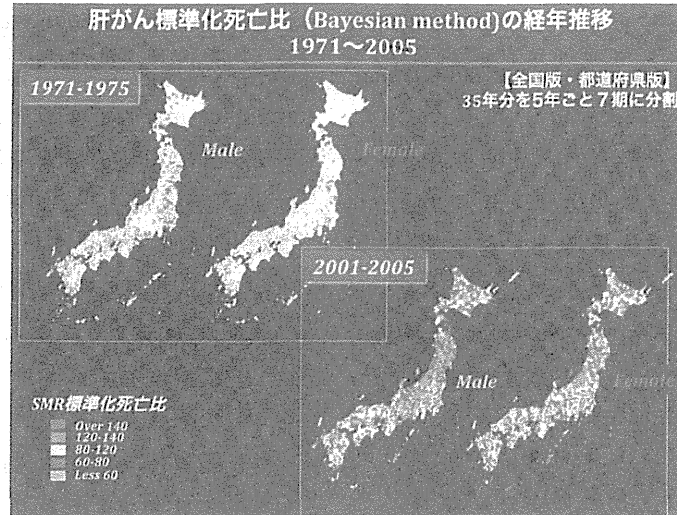 肝がん標準化死亡比（Bayesian method)の経年推移
1971～2005
1971-1975
【全国版・都道府県版】
35年分を5年ごと7期に分割
Male
Female
2001-2005
Male
Female
SMR標準化死亡比
Over 140
120-140
80-120
60-80
Less 60